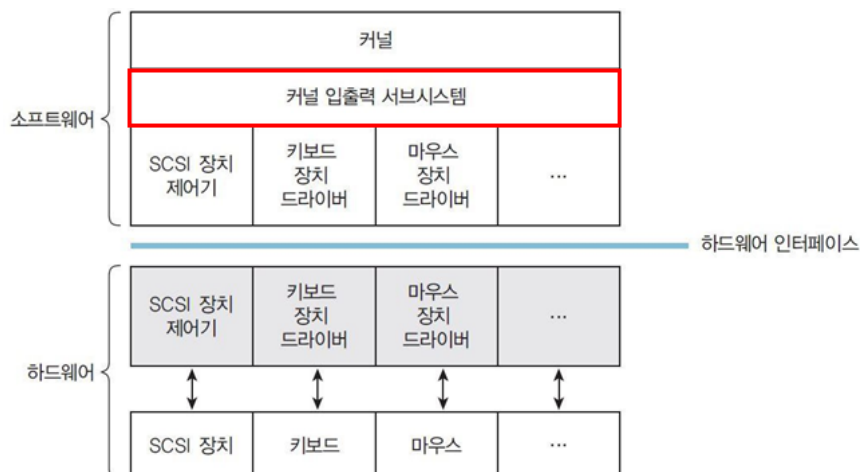 커널
커널 입출력 서브시스템
소프트웨어
SCSI 장치
제어기
키보드
장치
드라이버
마우스
장치
드라이버
...
하드웨어 인터페이스
SCSI 장치
제어기
키보드
장치
드라이버
마우스
장치
드라이버
...
하드웨어
SCSI 장치
키보드
마우스
...